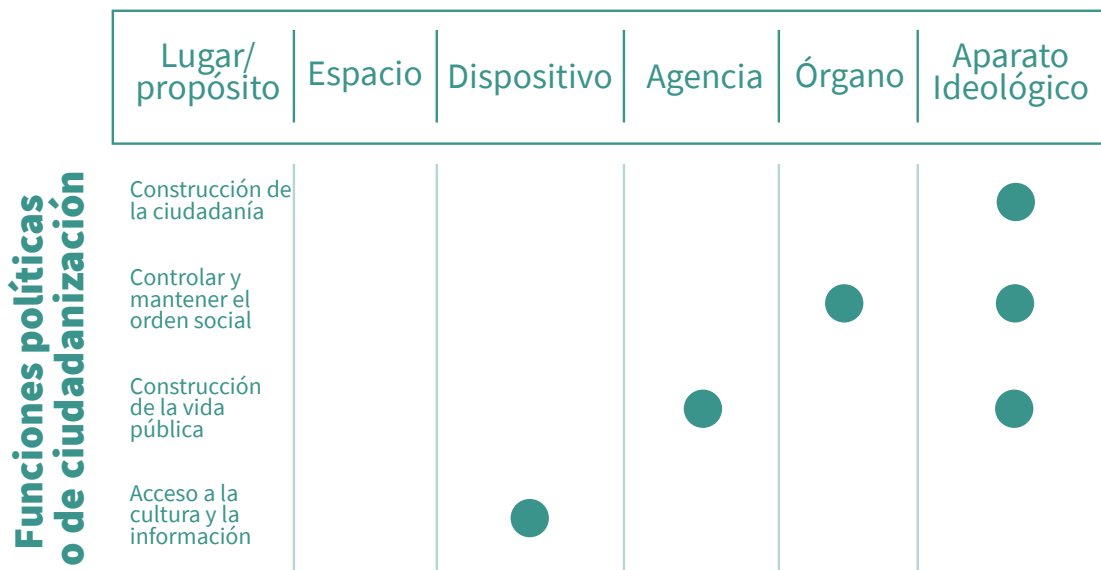 Lugar/
propósito
Espacio
Dispositivo
Agencia
Órgano
Aparato
Ideológico
Funciones políticas
o de ciudadanización
Construcción de
la ciudadanía
Controlar y
mantener el
orden social
Construcción
de la vida
pública
Acceso a la
cultura y la
información